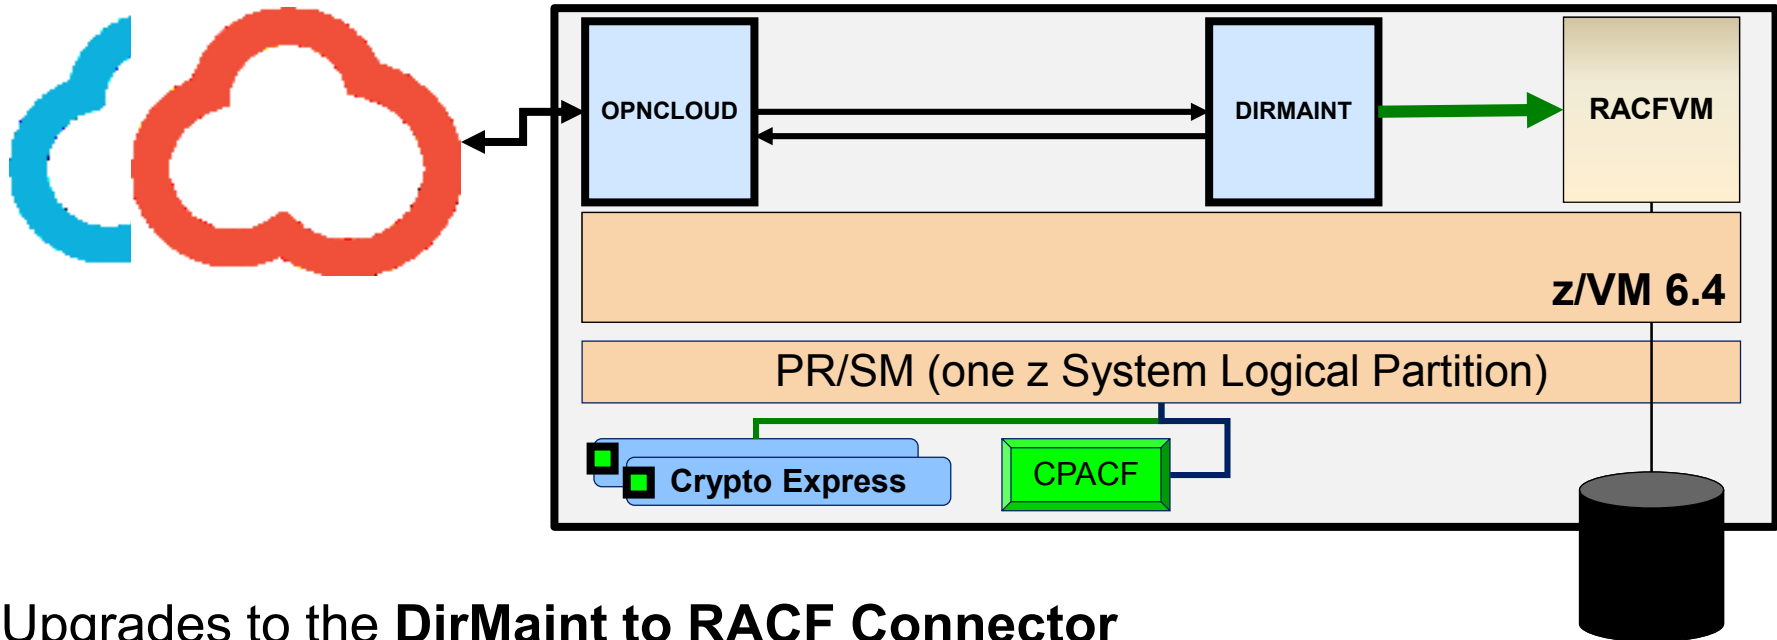 OPNCLOUD
DIRMAINT
RACFVM
z/VM 6.4
PR/SM (one z System Logical Partition)
Crypto Express
CPACF
Upgrades to the DirMaint to RACF Connector